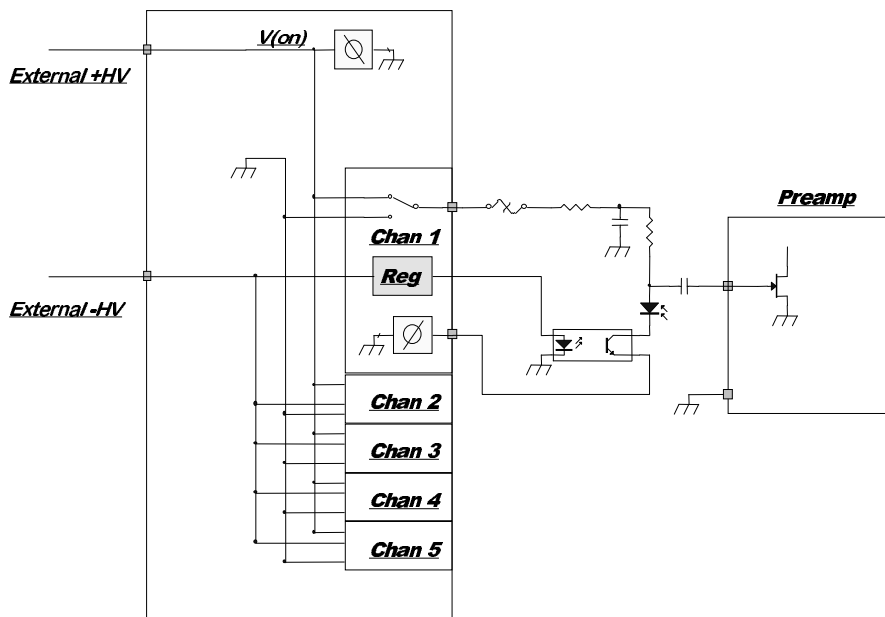 V(on)
External +HV
Preamp
Chan 1
Reg
External -HV
Chan 2
Chan 3
Chan 4
Chan 5